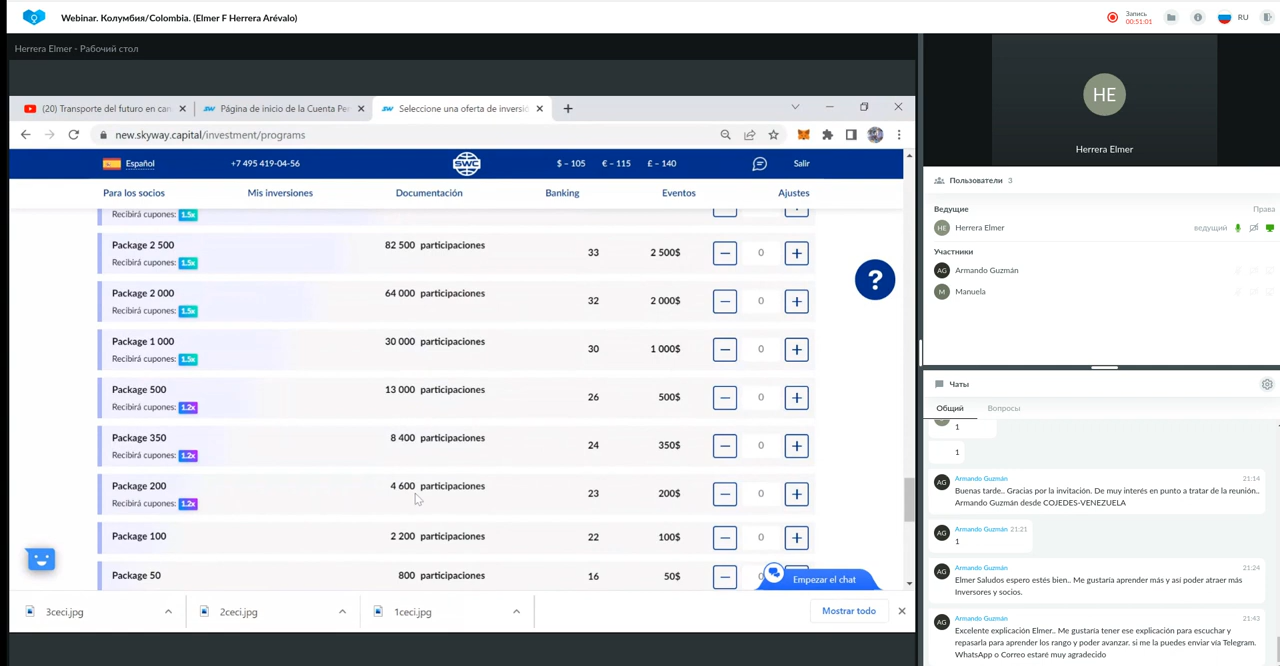 Webinar. Колумбия/Colombia. (Elmer F Herrera Arévalo)
Запись
00:51:01
RU
Herrera Elmer - Рабочий стол
(20) Transporte del futuro en can
Página de inicio de la Cuenta Per
Seleccione una oferta de inversió
new.skyway.capital/investment/programs
Español
+7 495 419-04-56
SWC
$ – 105 € – 115 £ – 140
Salir
Para los socios
Mis inversiones
Documentación
Banking
Eventos
Ajustes
Recibirá cupones: 1.5x
Package 2 500 82 500 participaciones 33 2 500$ 0
Recibirá cupones: 1.5x
Package 2 000 64 000 participaciones 32 2 000$ 0
Recibirá cupones: 1.5x
Package 1 000 30 000 participaciones 30 1 000$ 0
Recibirá cupones: 1.5x
Package 500 13 000 participaciones 26 500$ 0
Recibirá cupones: 1.2x
Package 350 8 400 participaciones 24 350$ 0
Recibirá cupones: 1.2x
Package 200 4 600 participaciones 23 200$ 0
Recibirá cupones: 1.2x
Package 100 2 200 participaciones 22 100$ 0
Package 50 800 participaciones 16 50$
?
Empezar el chat
3ceci.jpg
2ceci.jpg
1ceci.jpg
Mostrar todo
HE
Herrera Elmer
Пользователи 3
Ведущие Права
HE Herrera Elmer ведущий
Участники
AG Armando Guzmán
M Manuela
Чаты
Общий Вопросы
1
1
AG Armando Guzmán 21:14
Buenas tarde.. Gracias por la invitación. De muy interés en punto a tratar de la reunión..
Armando Guzmán desde COJEDES-VENEZUELA
AG Armando Guzmán 21:21
1
AG Armando Guzmán 21:24
Elmer Saludos espero estés bien.. Me gustaría aprender más y así poder atraer más
Inversores y socios.
AG Armando Guzmán 21:43
Excelente explicación Elmer.. Me gustaría tener ese explicación para escuchar y
repasarla para aprender los rango y poder avanzar. si me la puedes enviar vía Telegram.
WhatsApp o Correo estaré muy agradecido